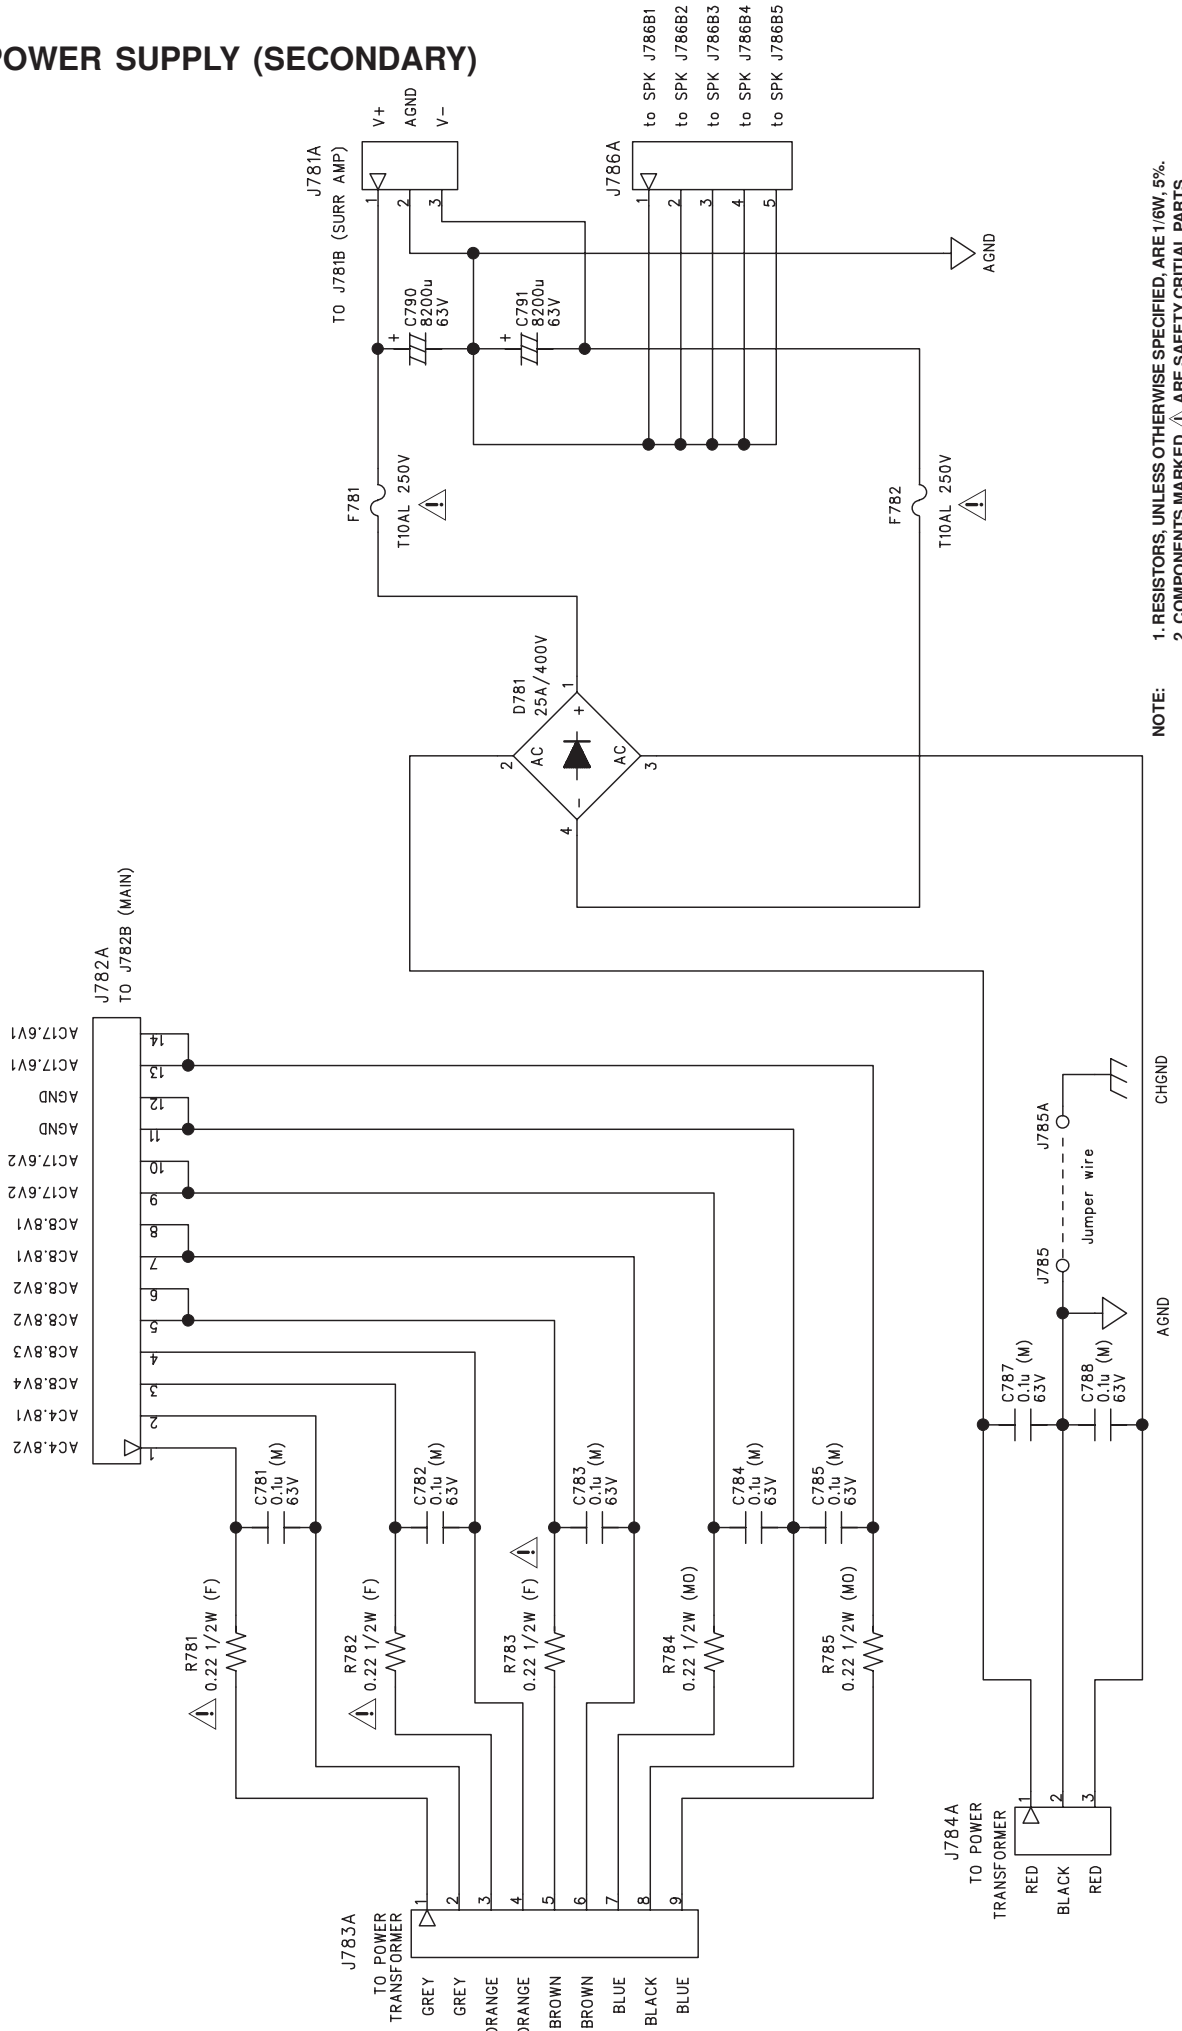 POWER SUPPLY (SECONDARY)
to SPK J786B1
to SPK J786B2
to SPK J786B3
to SPK J786B4
to SPK J786B5
V+
AGND
V-
J781A
TO J781B (SURR AMP)
1
2
3
J786A
1
2
3
4
5
+
C790
8200u
63V
+
C791
8200u
63V
AGND
F781
T10AL 250V
F782
T10AL 250V
D781
25A/400V
1
2
3
4
AC
AC
+
-
NOTE:
1. RESISTORS, UNLESS OTHERWISE SPECIFIED, ARE 1/6W, 5%.
2. COMPONENTS MARKED ⚠ ARE SAFETY CRITIAL PARTS
J782A
TO J782B (MAIN)
AC17.6V1
AC17.6V1
AGND
AGND
AC17.6V2
AC17.6V2
AC8.8V1
AC8.8V1
AC8.8V2
AC8.8V2
AC8.8V3
AC8.8V4
AC4.8V1
AC4.8V2
14
13
12
11
10
9
8
7
6
5
4
3
2
1
C781
0.1u (M)
63V
C782
0.1u (M)
63V
C783
0.1u (M)
63V
C784
0.1u (M)
63V
C785
0.1u (M)
63V
R781
0.22 1/2W (F)
R782
0.22 1/2W (F)
R783
0.22 1/2W (F)
R784
0.22 1/2W (MO)
R785
0.22 1/2W (MO)
J785A
Jumper wire
J785
CHGND
AGND
C787
0.1u (M)
63V
C788
0.1u (M)
63V
J783A
TO POWER
TRANSFORMER
1
2
3
4
5
6
7
8
9
GREY
GREY
ORANGE
ORANGE
BROWN
BROWN
BLUE
BLACK
BLUE
J784A
TO POWER
TRANSFORMER
1
2
3
RED
BLACK
RED